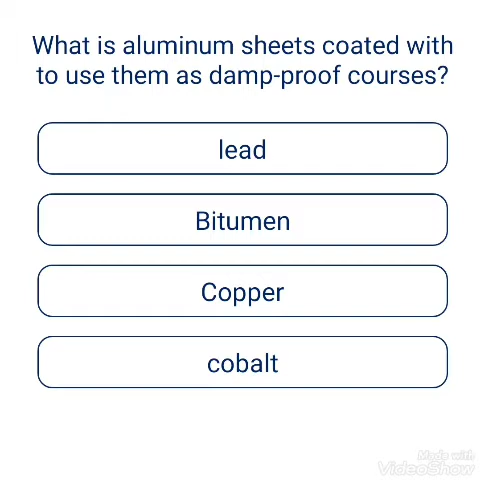 What is aluminum sheets coated with
to use them as damp-proof courses?
lead
Bitumen
Copper
cobalt
Made with
VideoShow